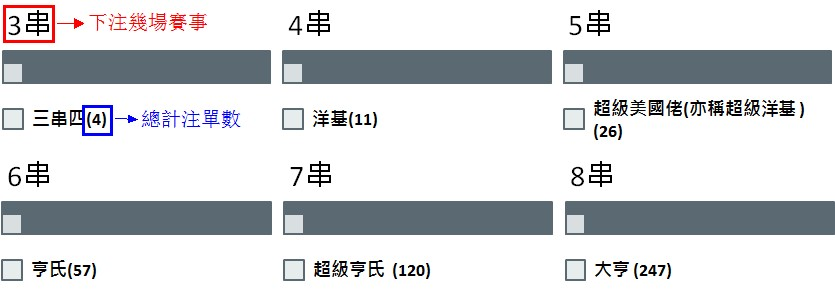 3串 下注幾場賽事
4串
5串
三串四(4) 總計注單數
洋基(11)
超級美國佬(亦稱超級洋基)
(26)
6串
7串
8串
亨氏(57)
超級亨氏 (120)
大亨 (247)